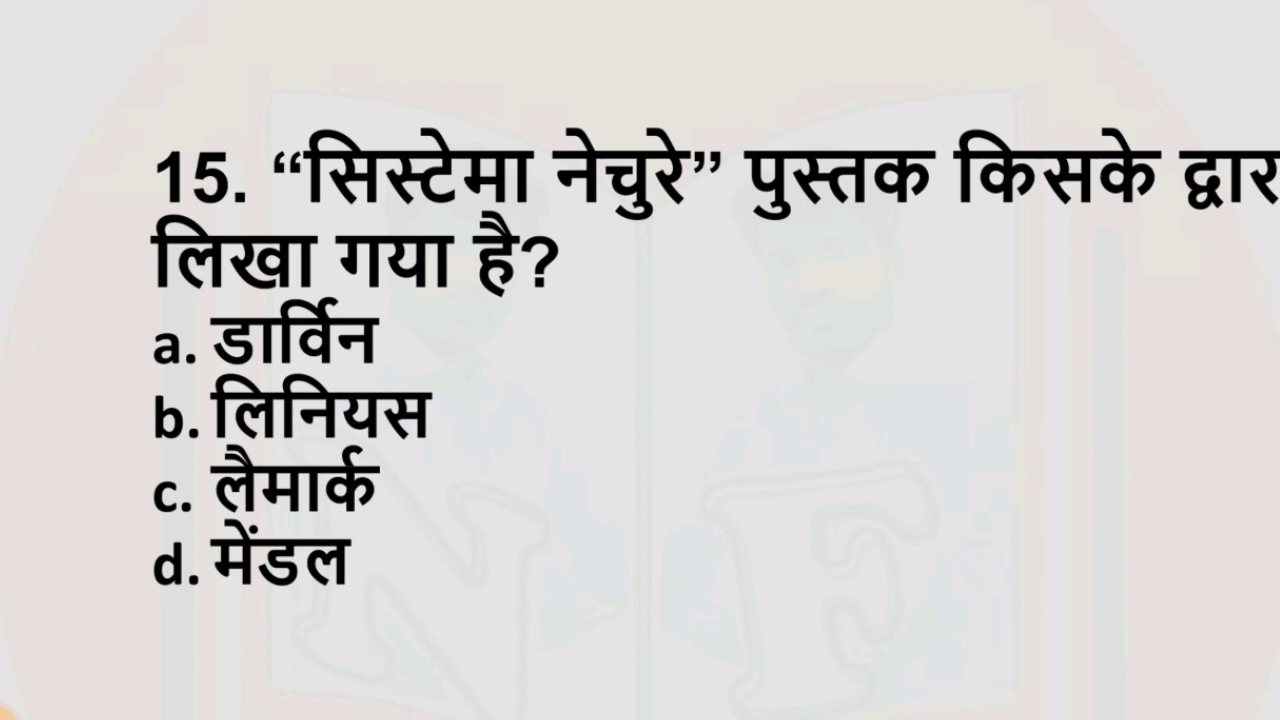 15. “सिस्टेमा नेचुरे” पुस्तक किसके द्वार
लिखा गया है?
a. डार्विन
b. लिनियस
c. लैमार्क
d. मेंडल